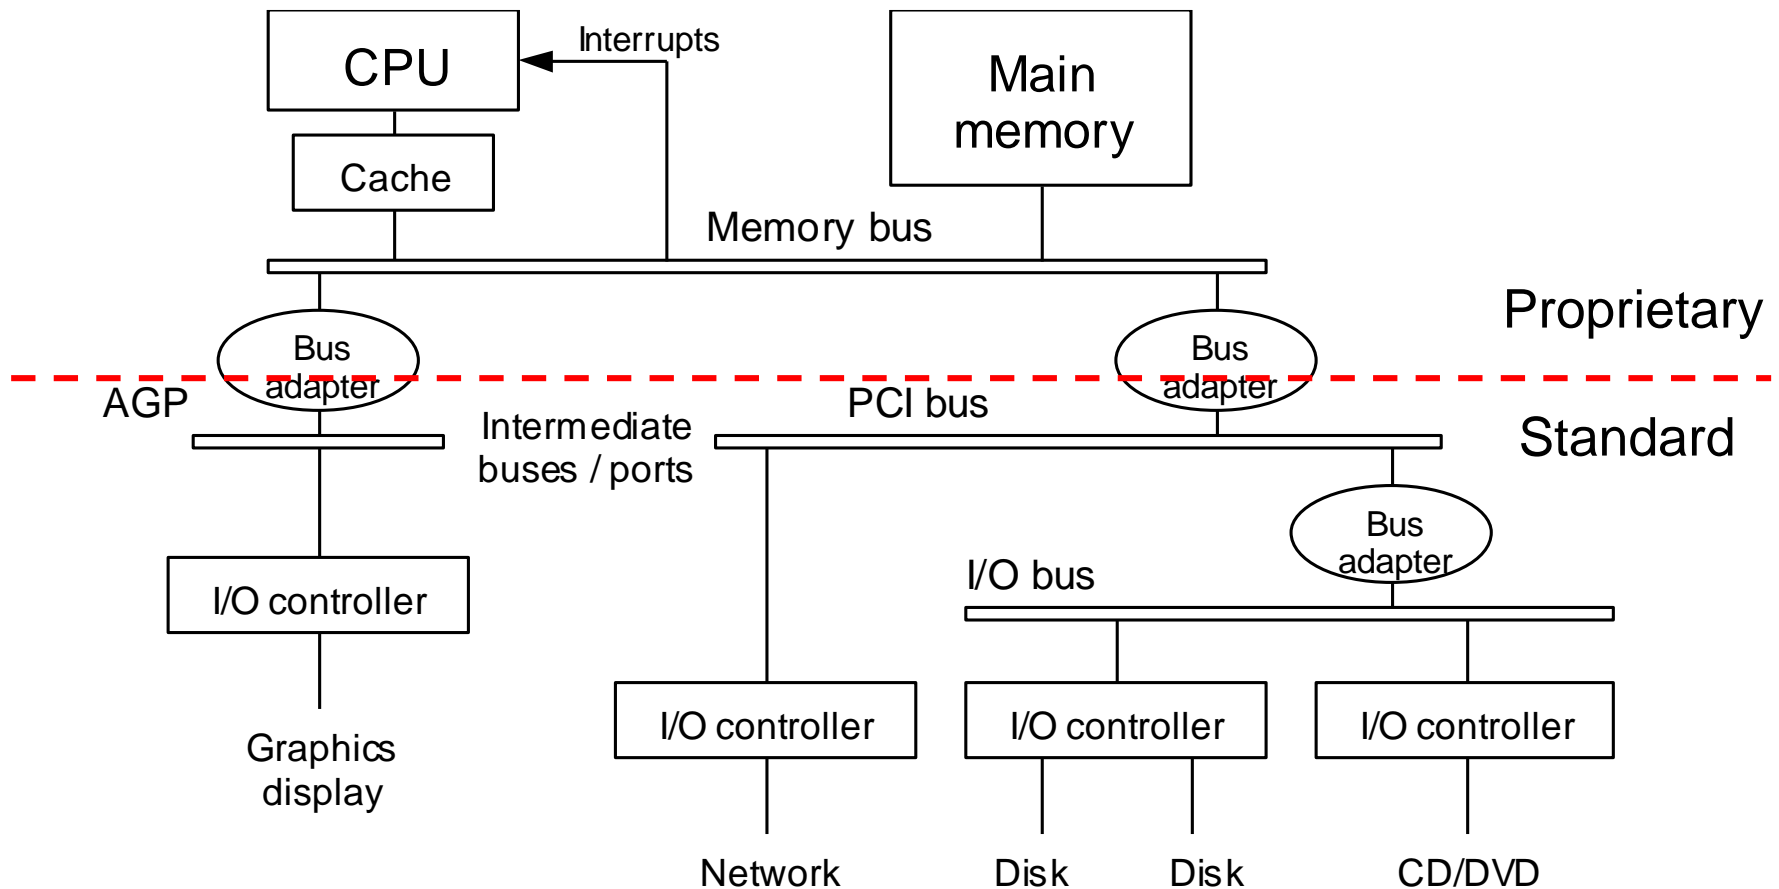 CPU
Interrupts
Main
memory
Cache
Memory bus
Proprietary
Bus
adapter
Bus
adapter
AGP
PCI bus
Intermediate
buses / ports
Standard
Bus
adapter
I/O bus
I/O controller
I/O controller
I/O controller
I/O controller
Graphics
display
Network
Disk
Disk
CD/DVD